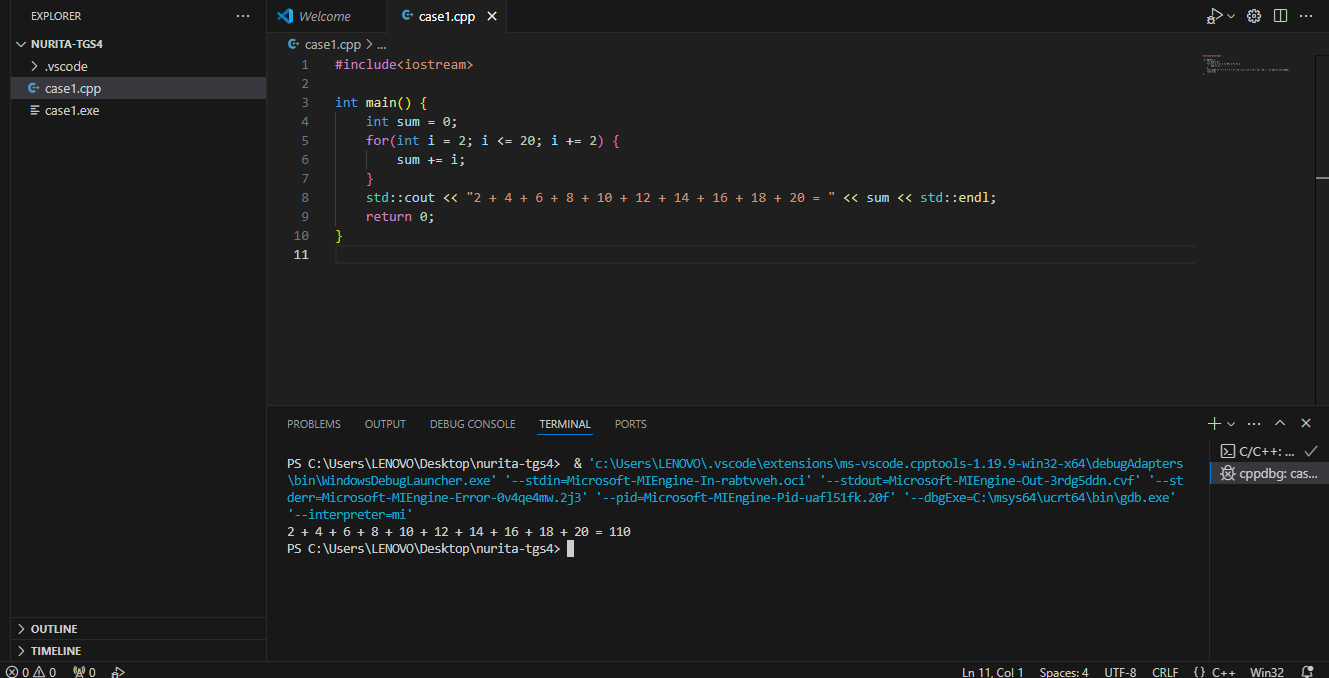 EXPLORER
NURITA-TGS4
.vscode
case1.cpp
case1.exe
OUTLINE
TIMELINE
Welcome
case1.cpp
case1.cpp > ...
1 #include<iostream>
2
3 int main() {
4 int sum = 0;
5 for(int i = 2; i <= 20; i += 2) {
6 sum += i;
7 }
8 std::cout << "2 + 4 + 6 + 8 + 10 + 12 + 14 + 16 + 18 + 20 = " << sum << std::endl;
9 return 0;
10 }
11
PROBLEMS OUTPUT DEBUG CONSOLE TERMINAL PORTS
PS C:\Users\LENOVO\Desktop\nurita-tgs4>  & 'c:\Users\LENOVO\.vscode\extensions\ms-vscode.cpptools-1.19.9-win32-x64\debugAdapters
\bin\WindowsDebugLauncher.exe' '--stdin=Microsoft-MIEngine-In-rabtvveh.oci' '--stdout=Microsoft-MIEngine-Out-3rdg5ddn.cvf' '--st
derr=Microsoft-MIEngine-Error-0v4qe4mw.2j3' '--pid=Microsoft-MIEngine-Pid-uafl51fk.20f' '--dbgExe=C:\msys64\ucrt64\bin\gdb.exe'
'--interpreter=mi'
2 + 4 + 6 + 8 + 10 + 12 + 14 + 16 + 18 + 20 = 110
PS C:\Users\LENOVO\Desktop\nurita-tgs4>
C/C++: ...
cppdbg: cas...
0 0 0
Ln 11, Col 1 Spaces: 4 UTF-8 CRLF {} C++ Win32